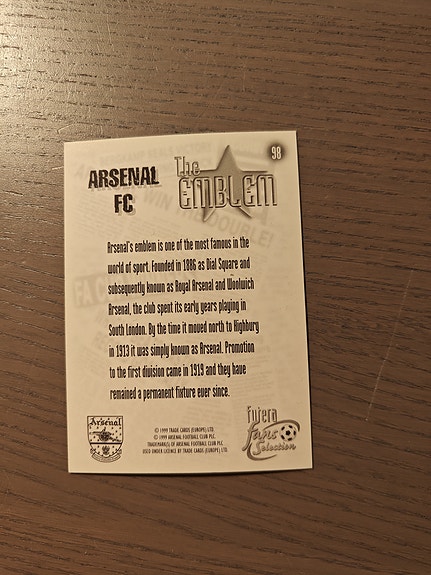 98
ARSENAL
FC
The
EMBLEM
Arsenal's emblem is one of the most famous in the
world of sport. Founded in 1886 as Dial Square and
subsequently known as Royal Arsenal and Woolwich
Arsenal, the club spent its early years playing in
South London. By the time it moved north to Highbury
in 1913 it was simply known as Arsenal. Promotion
to the first division came in 1919 and they have
remained a permanent fixture ever since.
Arsenal
© 1999 TRADE CARDS (EUROPE) LTD.
© 1999 ARSENAL FOOTBALL CLUB PLC.
TRADEMARK(S) OF ARSENAL FOOTBALL CLUB PLC
USED UNDER LICENCE BY TRADE CARDS (EUROPE) LTD.
Futera
Fans
Selection